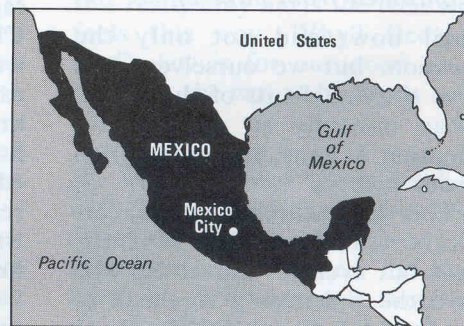 United States
Gulf
of
Mexico
MEXICO
Mexico
City
Pacific Ocean